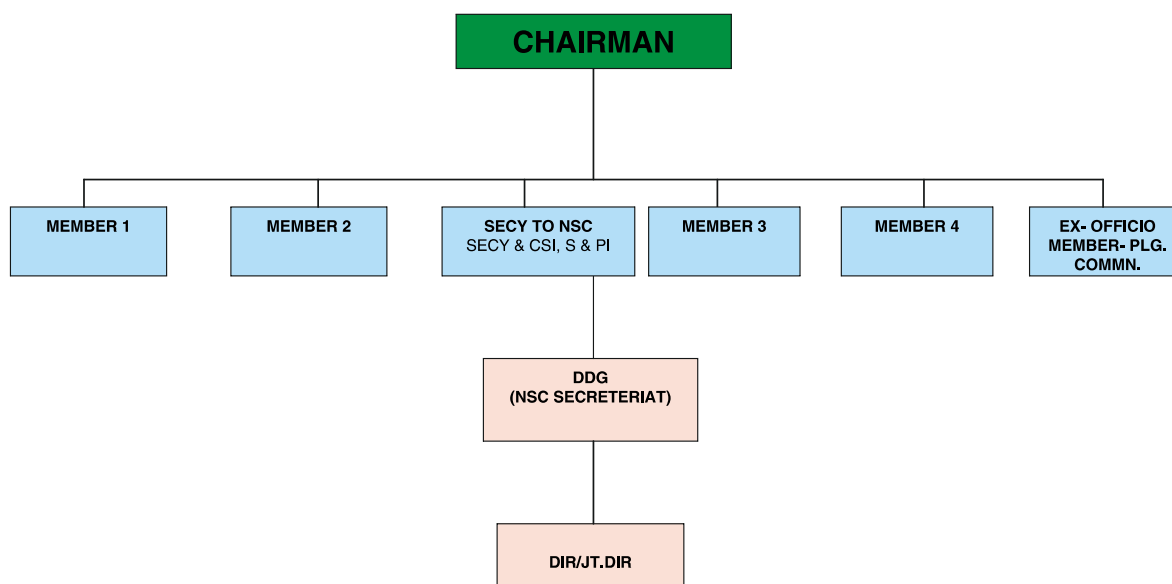 CHAIRMAN
MEMBER 1
MEMBER 2
SECY TO NSC
SECY & CSI, S & PI
MEMBER 3
MEMBER 4
EX- OFFICIO
MEMBER- PLG.
COMMN.
DDG
(NSC SECRETERIAT)
DIR/JT.DIR